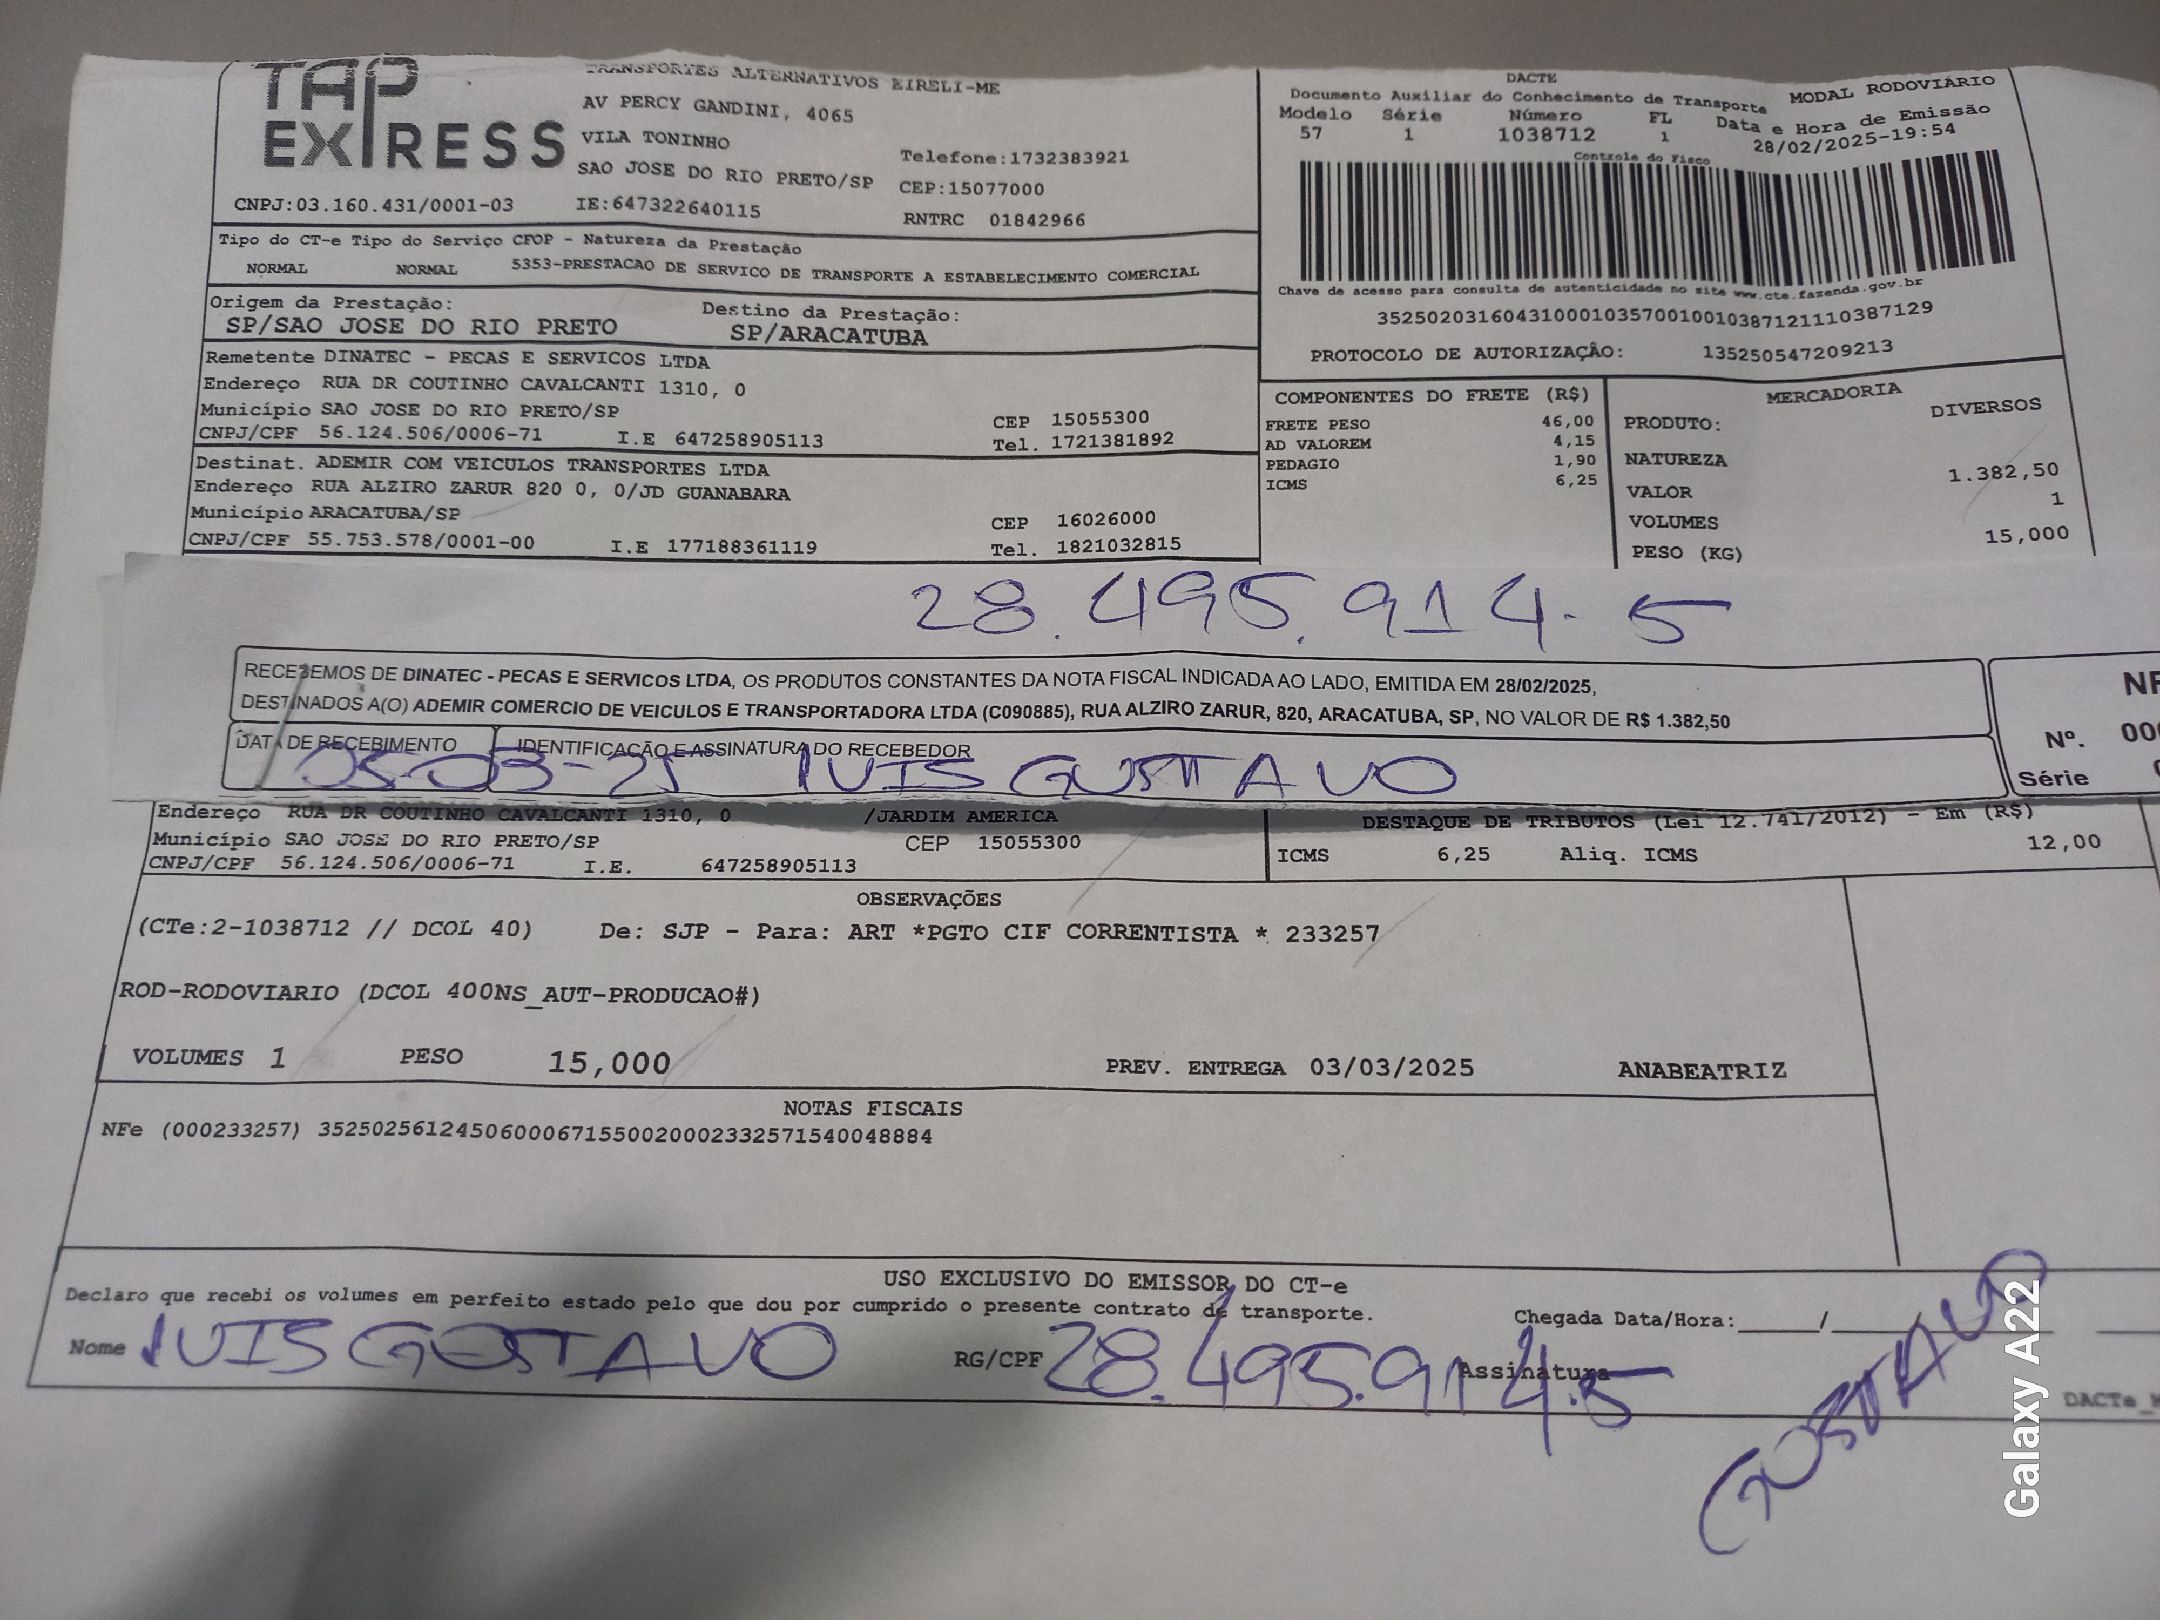 TAP
EXPRESS
TRANSPORTES ALTERNATIVOS EIRELI-ME
AV PERCY GANDINI, 4065
VILA TONINHO
SAO JOSE DO RIO PRETO/SP
Telefone:1732383921
CEP:15077000
CNPJ:03.160.431/0001-03 IE:647322640115 RNTRC 01842966
Tipo do CT-e Tipo do Serviço CFOP - Natureza da Prestação
NORMAL NORMAL 5353-PRESTACAO DE SERVICO DE TRANSPORTE A ESTABELECIMENTO COMERCIAL
Origem da Prestação: Destino da Prestação:
SP/SAO JOSE DO RIO PRETO SP/ARACATUBA
Remetente DINATEC - PECAS E SERVICOS LTDA
Endereço RUA DR COUTINHO CAVALCANTI 1310, 0
Município SAO JOSE DO RIO PRETO/SP CEP 15055300
CNPJ/CPF 56.124.506/0006-71 I.E 647258905113 Tel. 1721381892
Destinat. ADEMIR COM VEICULOS TRANSPORTES LTDA
Endereço RUA ALZIRO ZARUR 820 0, 0/JD GUANABARA
Município ARACATUBA/SP CEP 16026000
CNPJ/CPF 55.753.578/0001-00 I.E 177188361119 Tel. 1821032815
DACTE
Documento Auxiliar do Conhecimento de Transporte MODAL RODOVIÁRIO
Modelo Série Número FL Data e Hora de Emissão
57 1 1038712 1 28/02/2025-19:54
Controle do Fisco
Chave de acesso para consulta de autenticidade no site www.cte.fazenda.gov.br
35250203160431000103570010010387121110387129
PROTOCOLO DE AUTORIZAÇÃO: 135250547209213
COMPONENTES DO FRETE (R$)
FRETE PESO 46,00
AD VALOREM 4,15
PEDAGIO 1,90
ICMS 6,25
MERCADORIA
PRODUTO: DIVERSOS
NATUREZA
VALOR 1.382,50
VOLUMES 1
PESO (KG) 15,000
28.495.914-5
RECEBEMOS DE DINATEC - PECAS E SERVICOS LTDA, OS PRODUTOS CONSTANTES DA NOTA FISCAL INDICADA AO LADO, EMITIDA EM 28/02/2025,
DESTINADOS A(O) ADEMIR COMERCIO DE VEICULOS E TRANSPORTADORA LTDA (C090885), RUA ALZIRO ZARUR, 820, ARACATUBA, SP, NO VALOR DE R$ 1.382,50
DATA DE RECEBIMENTO IDENTIFICAÇÃO E ASSINATURA DO RECEBEDOR
05-03-25 LUIS GUSTAVO
Nº.
Série
Endereço RUA DR COUTINHO CAVALCANTI 1310, 0 /JARDIM AMERICA
Município SAO JOSE DO RIO PRETO/SP CEP 15055300
CNPJ/CPF 56.124.506/0006-71 I.E. 647258905113
DESTAQUE DE TRIBUTOS (Lei 12.741/2012) - Em (R$)
ICMS 6,25 Aliq. ICMS 12,00
OBSERVAÇÕES
(CTe:2-1038712 // DCOL 40) De: SJP - Para: ART *PGTO CIF CORRENTISTA * 233257
ROD-RODOVIARIO (DCOL 400NS_AUT-PRODUCAO#)
VOLUMES 1 PESO 15,000 PREV. ENTREGA 03/03/2025 ANABEATRIZ
NOTAS FISCAIS
NFe (000233257) 35250256124506000671550020002332571540048884
USO EXCLUSIVO DO EMISSOR DO CT-e
Declaro que recebi os volumes em perfeito estado pelo que dou por cumprido o presente contrato de transporte.
Chegada Data/Hora:_____/_____/
Nome LUIS GUSTAVO RG/CPF 28.495.914.5 Assinatura GUSTAVO
Galaxy A22